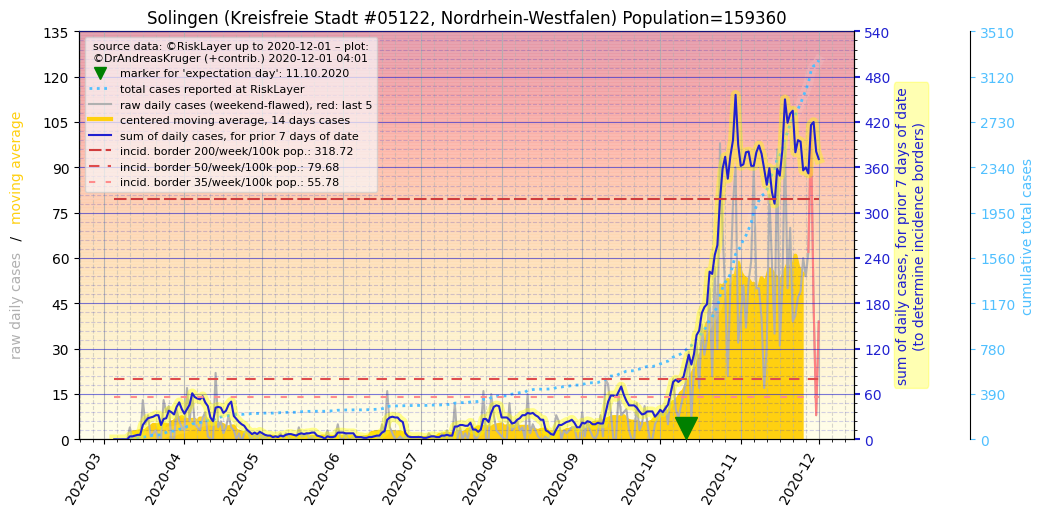 Solingen (Kreisfreie Stadt #05122, Nordrhein-Westfalen) Population=159360
source data: ©RiskLayer up to 2020-12-01 – plot:
©DrAndreasKruger (+contrib.) 2020-12-01 04:01
marker for 'expectation day': 11.10.2020
total cases reported at RiskLayer
raw daily cases (weekend-flawed), red: last 5
centered moving average, 14 days cases
sum of daily cases, for prior 7 days of date
incid. border 200/week/100k pop.: 318.72
incid. border 50/week/100k pop.: 79.68
incid. border 35/week/100k pop.: 55.78
raw daily cases / moving average
135
120
105
90
75
60
45
30
15
0
540
480
420
360
300
240
180
120
60
0
sum of daily cases, for prior 7 days of date
(to determine incidence borders)
3510
3120
2730
2340
1950
1560
1170
780
390
0
cumulative total cases
2020-03
2020-04
2020-05
2020-06
2020-07
2020-08
2020-09
2020-10
2020-11
2020-12